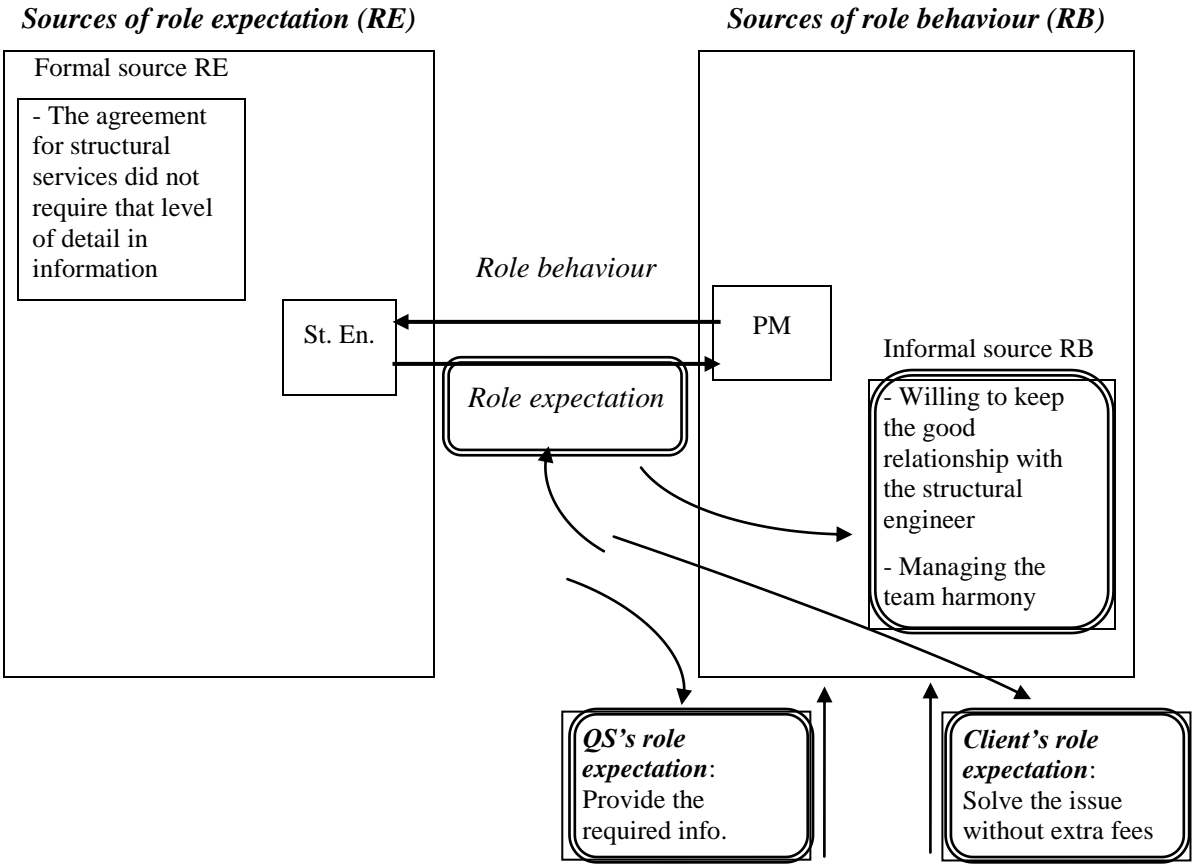 Sources of role expectation (RE)
Sources of role behaviour (RB)
Formal source RE
- The agreement
for structural
services did not
require that level
of detail in
information
Role behaviour
St. En.
PM
Role expectation
Informal source RB
- Willing to keep
the good
relationship with
the structural
engineer
- Managing the
team harmony
QS's role
expectation:
Provide the
required info.
Client's role
expectation:
Solve the issue
without extra fees